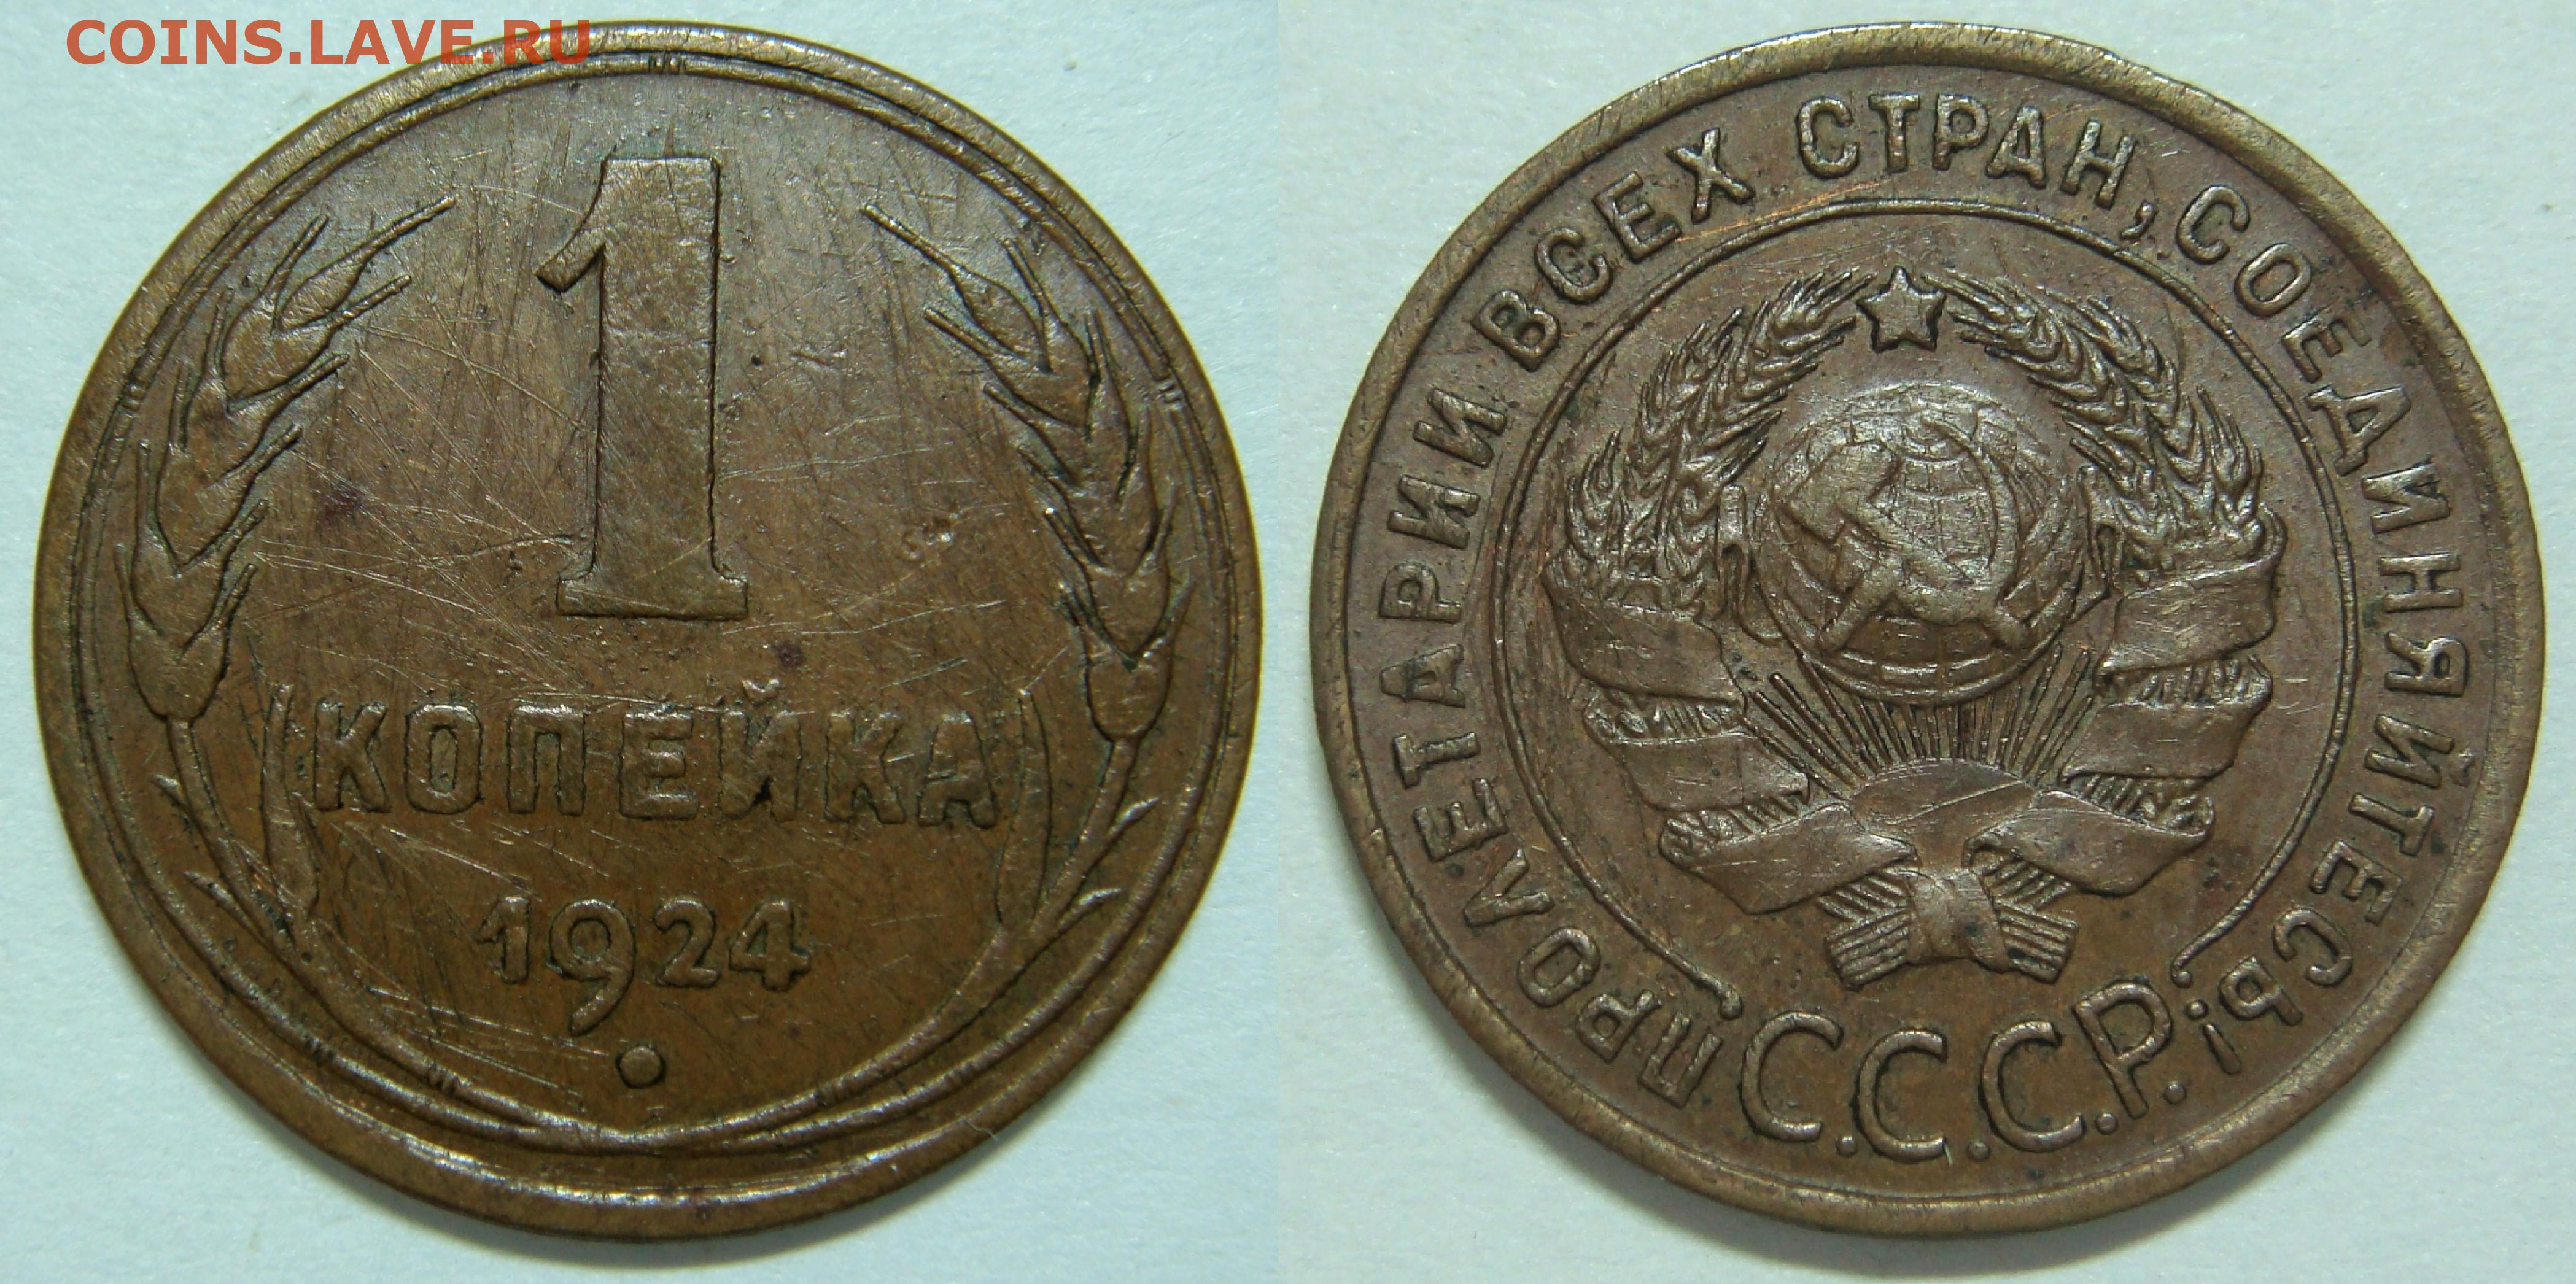 COINS.LAVE.RU
1
КОПЕЙКА
1924
ПРОЛЕТАРИИ ВСЕХ СТРАН, СОЕДИНЯЙТЕСЬ!
С.С.С.Р.